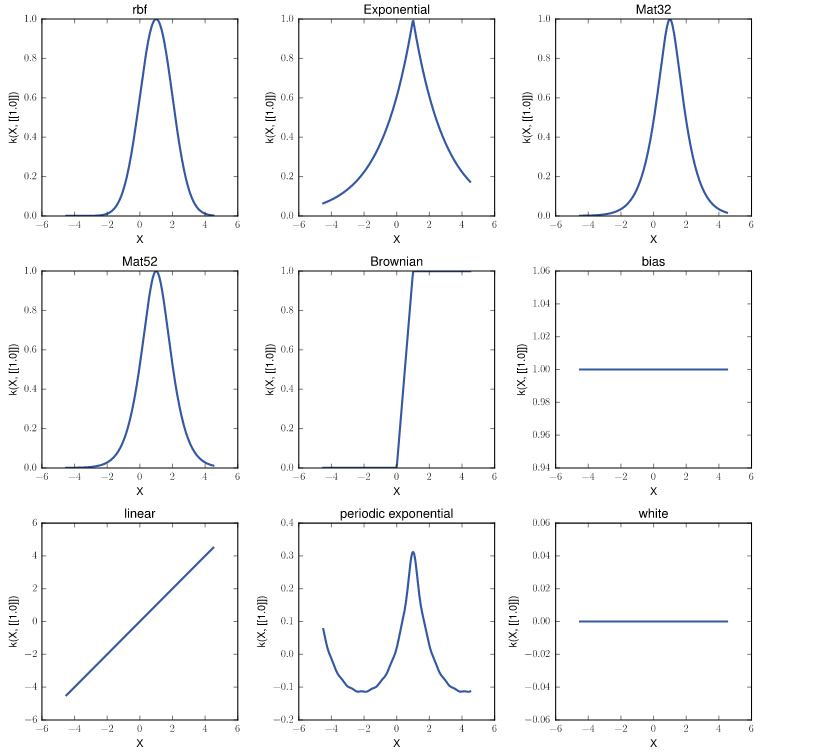 rbf
Exponential
Mat32
1.0
0.8
0.6
0.4
0.2
0.0
k(X, [[1.0]])
−6 −4 −2 0 2 4 6
X
1.0
0.8
0.6
0.4
0.2
0.0
k(X, [[1.0]])
−6 −4 −2 0 2 4 6
X
1.0
0.8
0.6
0.4
0.2
0.0
k(X, [[1.0]])
−6 −4 −2 0 2 4 6
X
Mat52
Brownian
bias
1.0
0.8
0.6
0.4
0.2
0.0
k(X, [[1.0]])
−6 −4 −2 0 2 4 6
X
1.0
0.8
0.6
0.4
0.2
0.0
k(X, [[1.0]])
−6 −4 −2 0 2 4 6
X
1.06
1.04
1.02
1.00
0.98
0.96
0.94
k(X, [[1.0]])
−6 −4 −2 0 2 4 6
X
linear
periodic exponential
white
6
4
2
0
−2
−4
−6
k(X, [[1.0]])
−6 −4 −2 0 2 4 6
X
0.4
0.3
0.2
0.1
0.0
−0.1
−0.2
k(X, [[1.0]])
−6 −4 −2 0 2 4 6
X
0.06
0.04
0.02
0.00
−0.02
−0.04
−0.06
k(X, [[1.0]])
−6 −4 −2 0 2 4 6
X